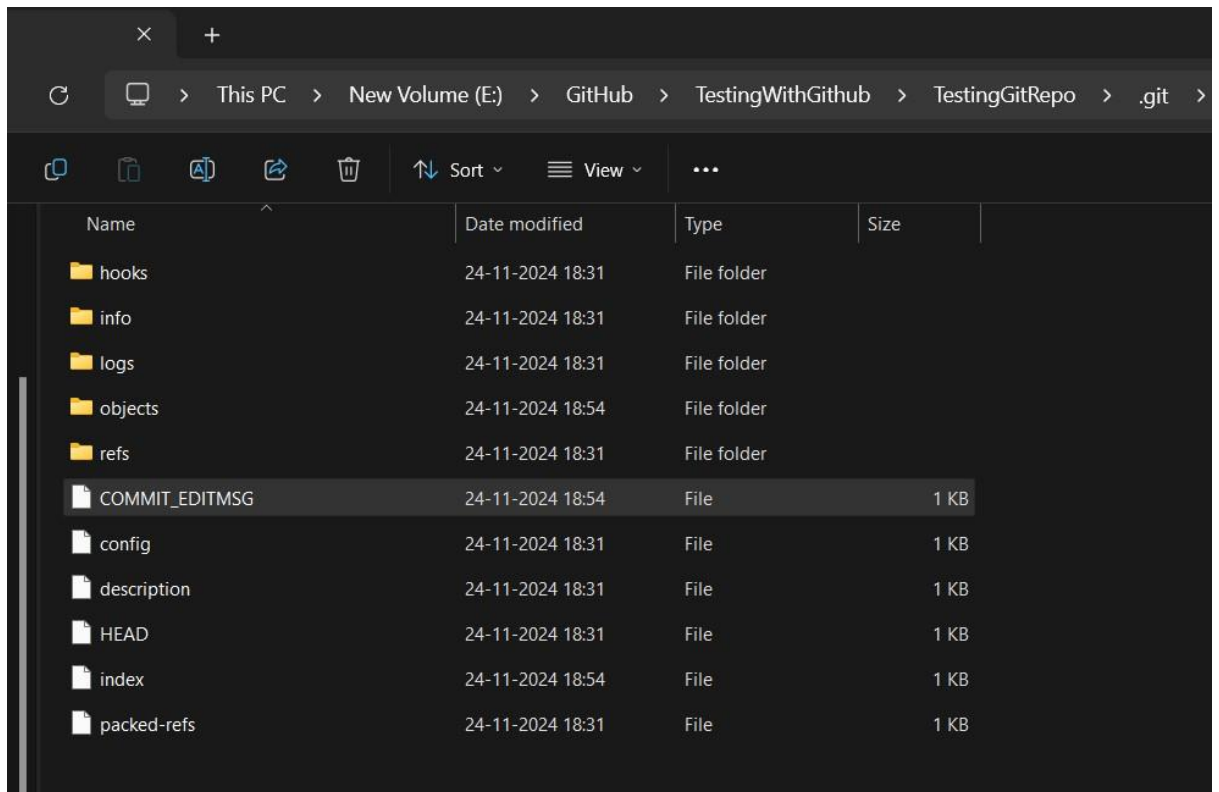 This PC > New Volume (E:) > GitHub > TestingWithGithub > TestingGitRepo > .git >
Sort View
Name Date modified Type Size
hooks 24-11-2024 18:31 File folder
info 24-11-2024 18:31 File folder
logs 24-11-2024 18:31 File folder
objects 24-11-2024 18:54 File folder
refs 24-11-2024 18:31 File folder
COMMIT_EDITMSG 24-11-2024 18:54 File 1 KB
config 24-11-2024 18:31 File 1 KB
description 24-11-2024 18:31 File 1 KB
HEAD 24-11-2024 18:31 File 1 KB
index 24-11-2024 18:54 File 1 KB
packed-refs 24-11-2024 18:31 File 1 KB